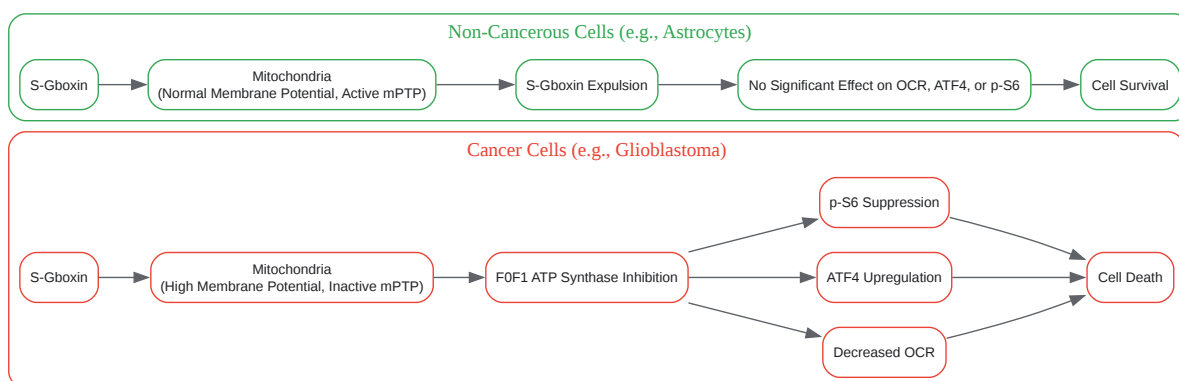 Non-Cancerous Cells (e.g., Astrocytes)
S-Gboxin
Mitochondria
(Normal Membrane Potential, Active mPTP)
S-Gboxin Expulsion
No Significant Effect on OCR, ATF4, or p-S6
Cell Survival
Cancer Cells (e.g., Glioblastoma)
S-Gboxin
Mitochondria
(High Membrane Potential, Inactive mPTP)
F0F1 ATP Synthase Inhibition
p-S6 Suppression
ATF4 Upregulation
Decreased OCR
Cell Death